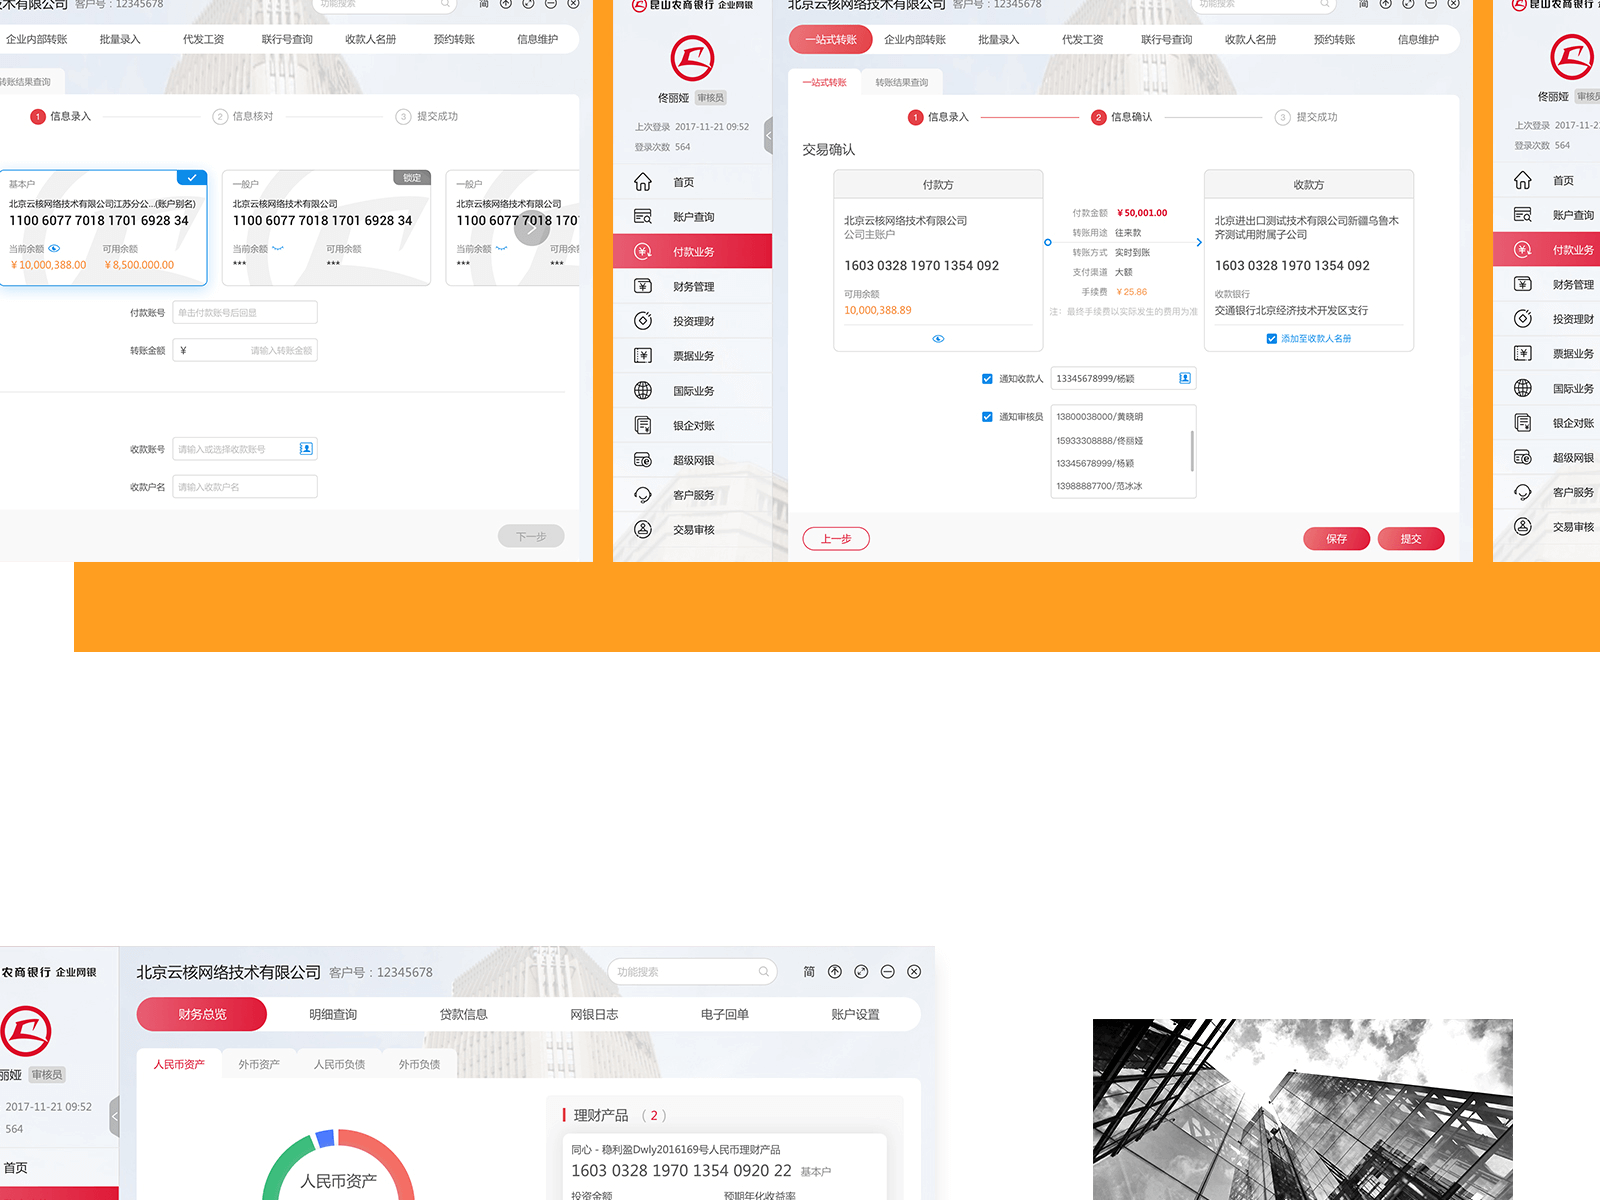 技术有限公司 客户号：12345678
功能搜索
简
企业内部转账 批量录入 代发工资 联行号查询 收款人名册 预约转账 信息维护
转账结果查询
1 信息录入 2 信息核对 3 提交成功
基本户
北京云核网络技术有限公司江苏分公...(账户别名)
1100 6077 7018 1701 6928 34
当前余额 可用余额
¥10,000,388.00 ¥8,500.000.00
一般户 锁定
北京云核网络技术有限公司
1100 6077 7018 1701 6928 34
当前余额 可用余额
*** ***
一般户
北京云核网络技术有限公司
1100 6077 7018 170
当前余额 可用余
*** ***
付款账号 单击付款账号后回显
转账金额 ¥ 请输入转账金额
收款账号 请输入或选择收款账号
收款户名 请输入收款户名
下一步
昆山农商银行 企业网银
佟丽娅 审核员
上次登录 2017-11-21 09:52
登录次数 564
首页
账户查询
付款业务
财务管理
投资理财
票据业务
国际业务
银企对账
超级网银
客户服务
交易审核
北京云核网络技术有限公司 客户号：12345678
功能搜索
简
一站式转账 企业内部转账 批量录入 代发工资 联行号查询 收款人名册 预约转账 信息维护
一站式转账 转账结果查询
1 信息录入 2 信息确认 3 提交成功
交易确认
付款方
北京云核网络技术有限公司
公司主账户
1603 0328 1970 1354 092
可用余额
10,000,388.89
付款金额 ¥50,001.00
转账用途 往来款
转账方式 实时到账
支付渠道 大额
手续费 ¥25.86
注：最终手续费以实际发生的费用为准
收款方
北京进出口测试技术有限公司新疆乌鲁木
齐测试用附属子公司
1603 0328 1970 1354 092
收款银行
交通银行北京经济技术开发区支行
添加至收款人名册
通知收款人 13345678999/杨颖
通知审核员 13800038000/黄晓明
15933308888/佟丽娅
13345678999/杨颖
13988887700/范冰冰
上一步 保存 提交
昆山农商银行
佟丽娅 审核员
上次登录 2017-11-2
登录次数 564
首页
账户查询
付款业务
财务管理
投资理财
票据业务
国际业务
银企对账
超级网银
客户服务
交易审核
农商银行 企业网银
丽娅 审核员
2017-11-21 09:52
564
首页
北京云核网络技术有限公司 客户号：12345678
功能搜索
简
财务总览 明细查询 贷款信息 网银日志 电子回单 账户设置
人民币资产 外币资产 人民币负债 外币负债
人民币资产
理财产品 （2）
同心 - 稳利盈Dwly2016169号人民币理财产品
1603 0328 1970 1354 0920 22 基本户
投资金额 预期年化收益率